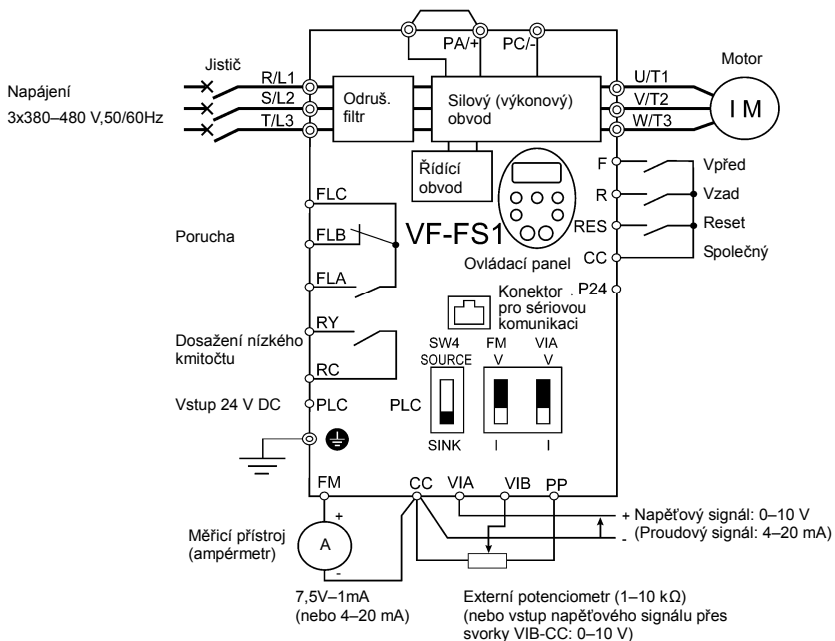 PA/+
PC/-
Jistič
Motor
Napájení
3x380–480 V,50/60Hz
R/L1
S/L2
T/L3
Odruš.
filtr
Silový (výkonový)
obvod
U/T1
V/T2
W/T3
I M
Řídící
obvod
F
Vpřed
R
Vzad
RES
Reset
CC
Společný
P24
FLC
Porucha
FLB
FLA
VF-FS1
Ovládací panel
Konektor
pro sériovou
komunikaci
Dosažení nízkého
kmitočtu
RY
RC
SW4
SOURCE
FM
V
VIA
V
Vstup 24 V DC
PLC
PLC
SINK
I
I
FM
CC
VIA
VIB
PP
Měřicí přístroj
(ampérmetr)
+
A
-
+ Napěťový signál: 0–10 V
- (Proudový signál: 4–20 mA)
7,5V–1mA
(nebo 4–20 mA)
Externí potenciometr (1–10 kΩ)
(nebo vstup napěťového signálu přes
svorky VIB-CC: 0–10 V)